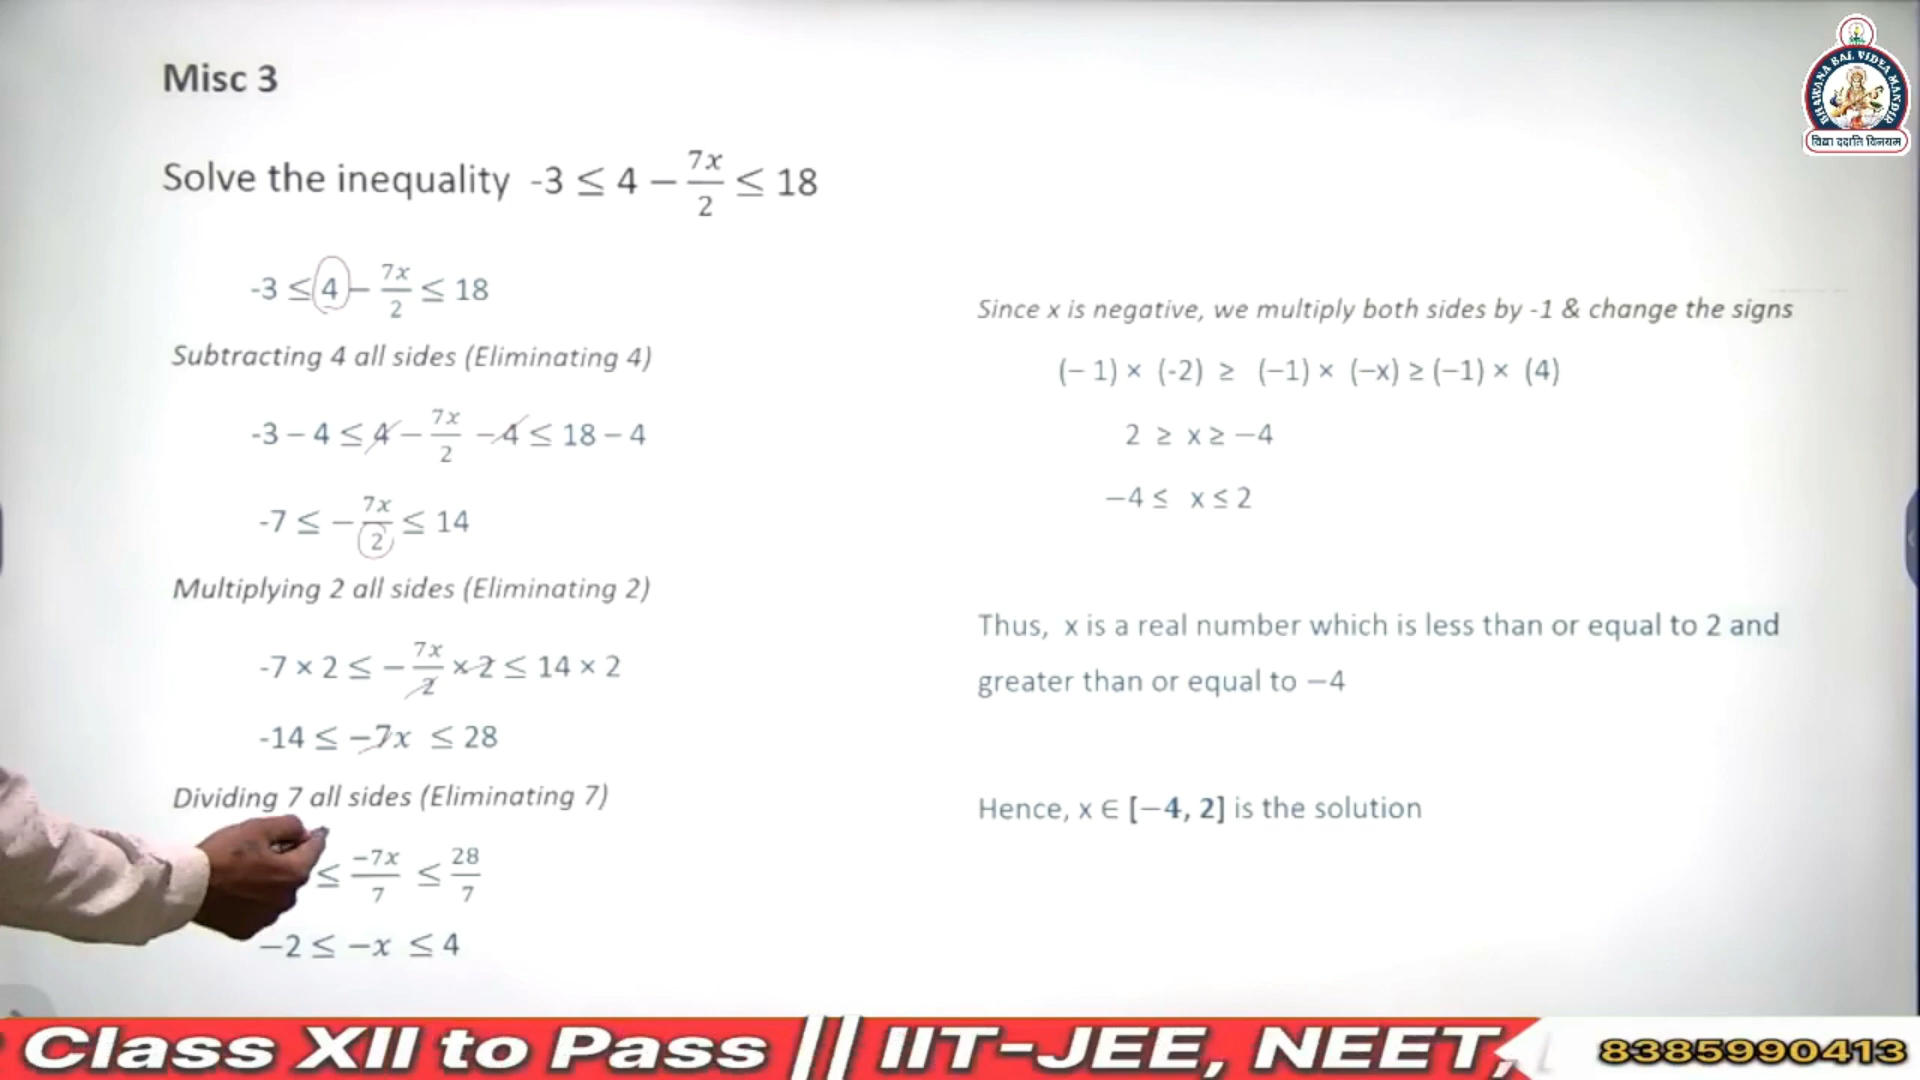 Misc 3
Solve the inequality -3 ≤ 4 − 7x/2 ≤ 18
-3 ≤ 4 − 7x/2 ≤ 18
Subtracting 4 all sides (Eliminating 4)
-3 − 4 ≤ 4 − 7x/2 − 4 ≤ 18 − 4
-7 ≤ − 7x/2 ≤ 14
Multiplying 2 all sides (Eliminating 2)
-7 × 2 ≤ − 7x/2 × 2 ≤ 14 × 2
-14 ≤ −7x ≤ 28
Dividing 7 all sides (Eliminating 7)
≤ −7x/7 ≤ 28/7
−2 ≤ −x ≤ 4
Since x is negative, we multiply both sides by -1 & change the signs
(− 1) × (-2) ≥ (−1) × (−x) ≥ (−1) × (4)
2 ≥ x ≥ −4
−4 ≤ x ≤ 2
Thus, x is a real number which is less than or equal to 2 and
greater than or equal to −4
Hence, x ∈ [−4, 2] is the solution
BHAWANA BAL VIDYA MANDIR
विद्या ददाति विनयम
Class XII to Pass || IIT-JEE, NEET,
8385990413